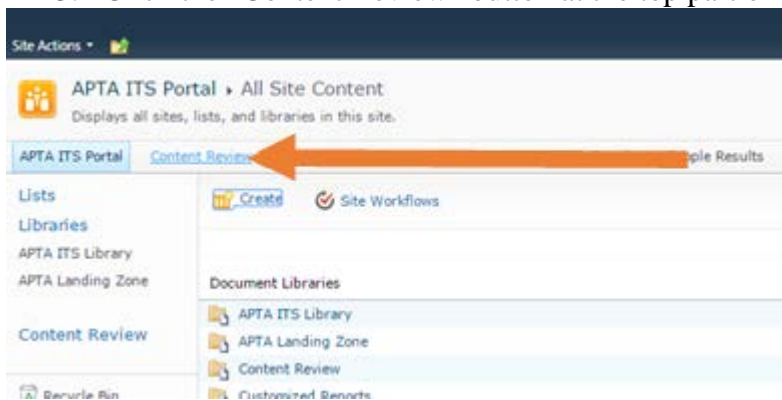 Site Actions
APTA ITS Portal › All Site Content
Displays all sites, lists, and libraries in this site.
APTA ITS Portal Content Review Results
Lists
Libraries
APTA ITS Library
APTA Landing Zone
Content Review
Recycle Bin
Create Site Workflows
Document Libraries
APTA ITS Library
APTA Landing Zone
Content Review
Customized Reports